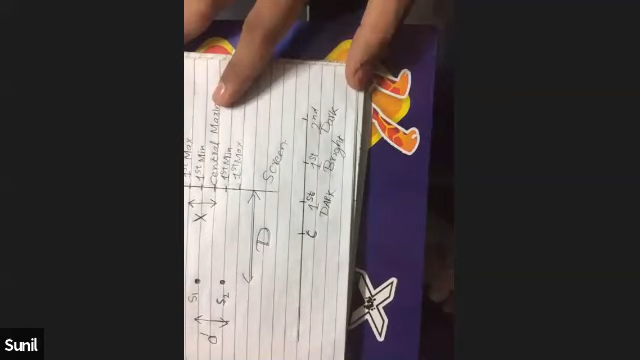 1st Max
1st Min
Central Maxim
1st Min
1st Max
Screen
X
D
S1
S2
d
C
1st
DARK
1st
Bright
2nd
Dark
Sunil